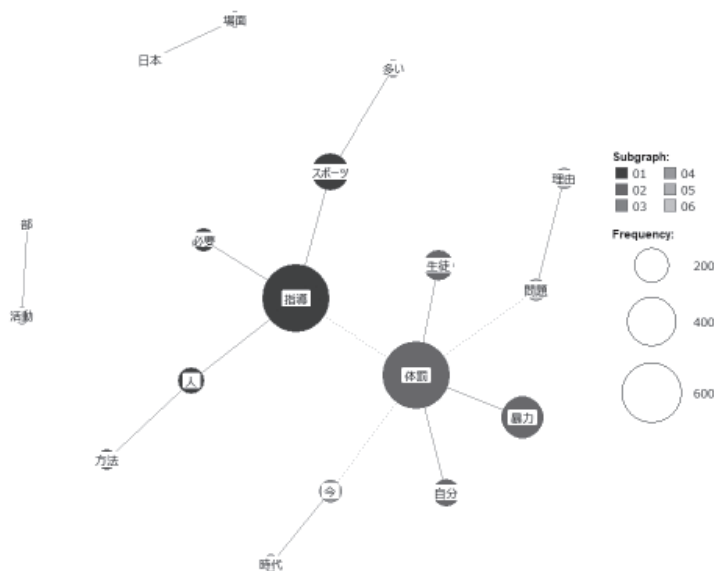 場面
日本
多い
スポーツ
理由
部
必要
生徒
問題
指導
活動
体罰
人
暴力
方法
今
自分
時代
Subgraph:
01 04
02 05
03 06
Frequency:
200
400
600